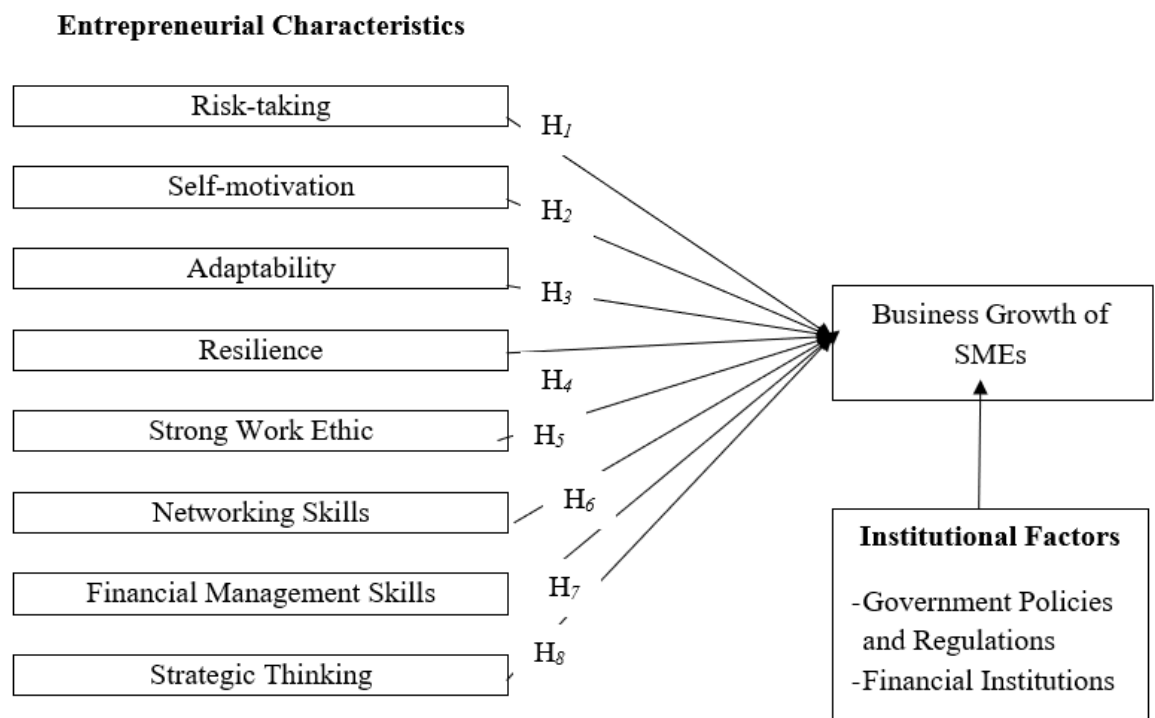 Entrepreneurial Characteristics
Risk-taking
H1
Self-motivation
H2
Adaptability
H3
Resilience
H4
Strong Work Ethic
H5
Networking Skills
H6
Financial Management Skills
H7
Strategic Thinking
H8
Business Growth of
SMEs
Institutional Factors
-Government Policies
and Regulations
-Financial Institutions